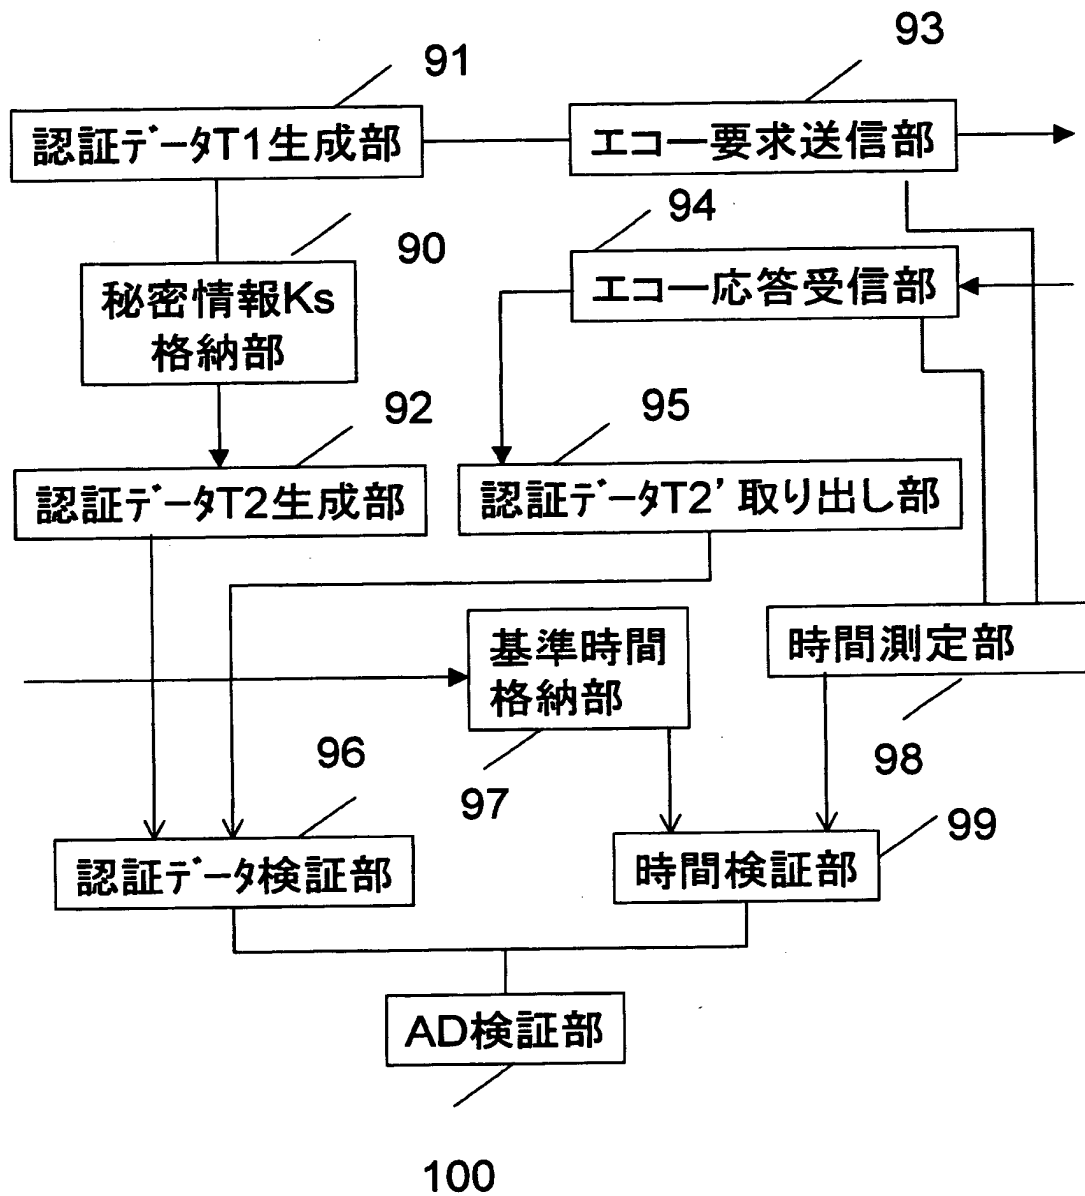 93
91
認証ﾃﾞｰﾀT1生成部
エコー要求送信部
94
90
秘密情報Ks
格納部
エコー応答受信部
92
95
認証ﾃﾞｰﾀT2生成部
認証ﾃﾞｰﾀT2’取り出し部
基準時間
格納部
時間測定部
96
97
98
99
認証ﾃﾞｰﾀ検証部
時間検証部
AD検証部
100